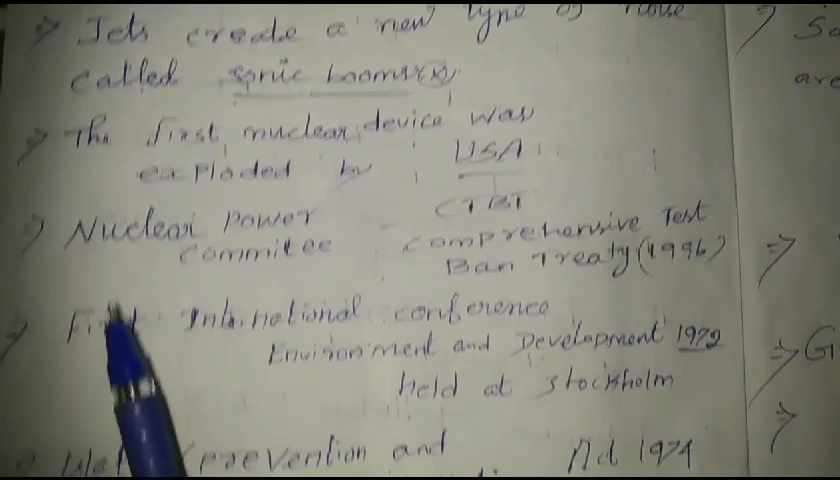 ⇒ Jets create a new type of noise
called sonic booms
⇒ The first nuclear device was
exploded by USA
CTBT
⇒ Nuclear power
committee comprehensive Test
Ban Treaty (1996)
First International conference
Environment and Development 1972
held at stockholm
(prevention and Act 1974
are
G